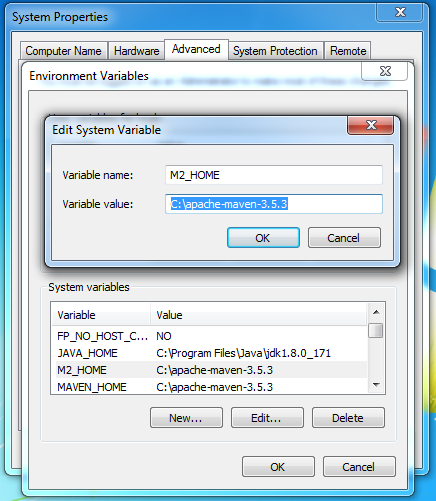 System Properties
Computer Name Hardware Advanced System Protection Remote
Environment Variables
Edit System Variable
Variable name: M2_HOME
Variable value: C:\apache-maven-3.5.3
OK Cancel
System variables
Variable Value
FP_NO_HOST_C... NO
JAVA_HOME C:\Program Files\Java\jdk1.8.0_171
M2_HOME C:\apache-maven-3.5.3
MAVEN_HOME C:\apache-maven-3.5.3
New... Edit... Delete
OK Cancel